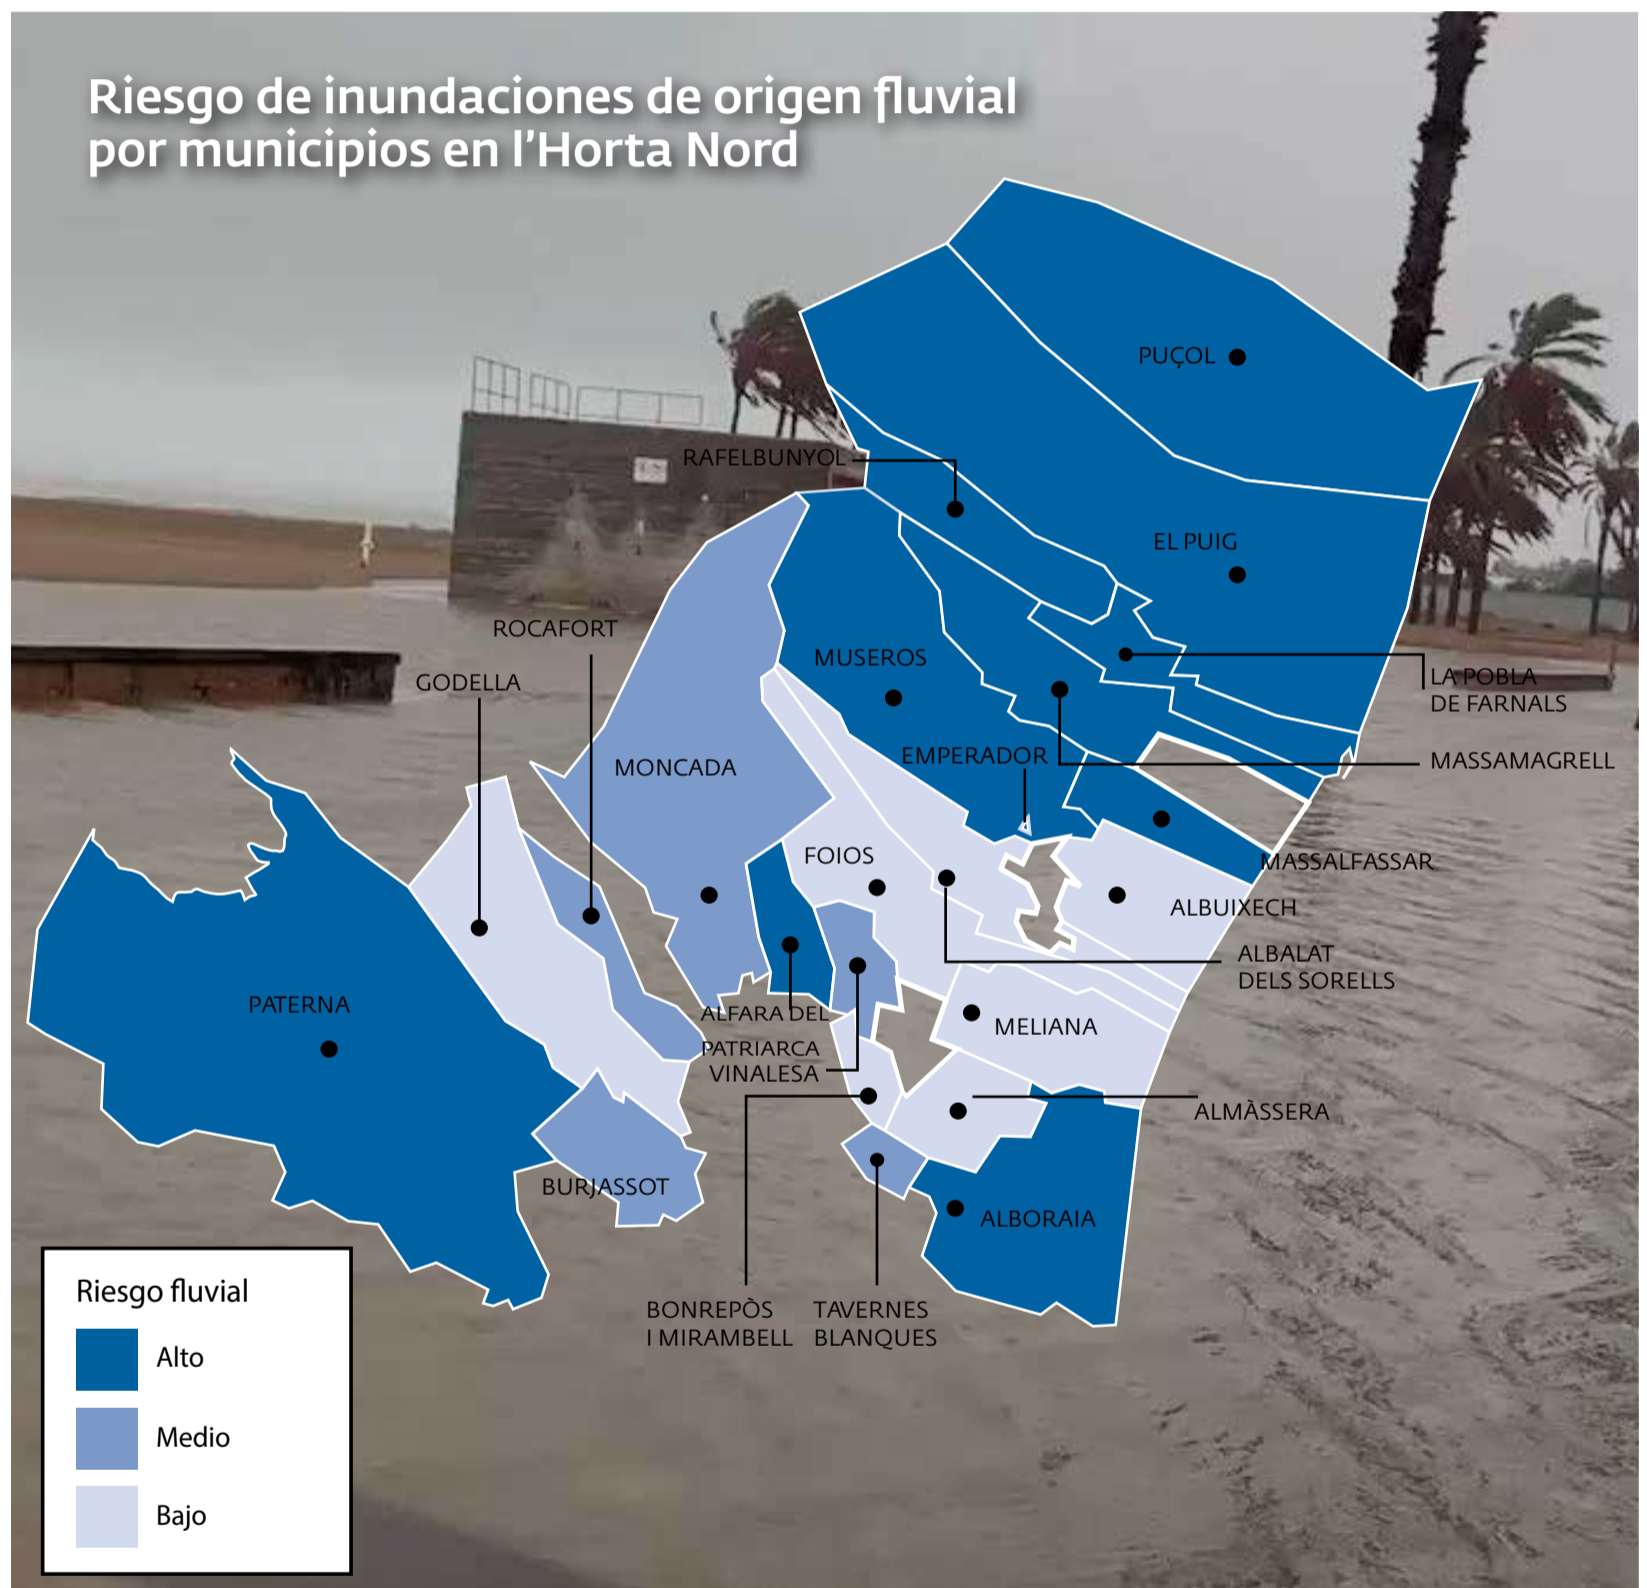 Riesgo de inundaciones de origen fluvial
por municipios en l'Horta Nord
PUÇOL
RAFELBUNYOL
EL PUIG
ROCAFORT
MUSEROS
GODELLA
LA POBLA
DE FARNALS
EMPERADOR
MONCADA
MASSAMAGRELL
FOIOS
MASSALFASSAR
ALBUIXECH
ALBALAT
DELS SORELLS
PATERNA
ALFARA DEL
PATRIARCA
MELIANA
VINALESA
ALMÀSSERA
BURJASSOT
ALBORAIA
BONREPÒS
I MIRAMBELL
TAVERNES
BLANQUES
Riesgo fluvial
Alto
Medio
Bajo